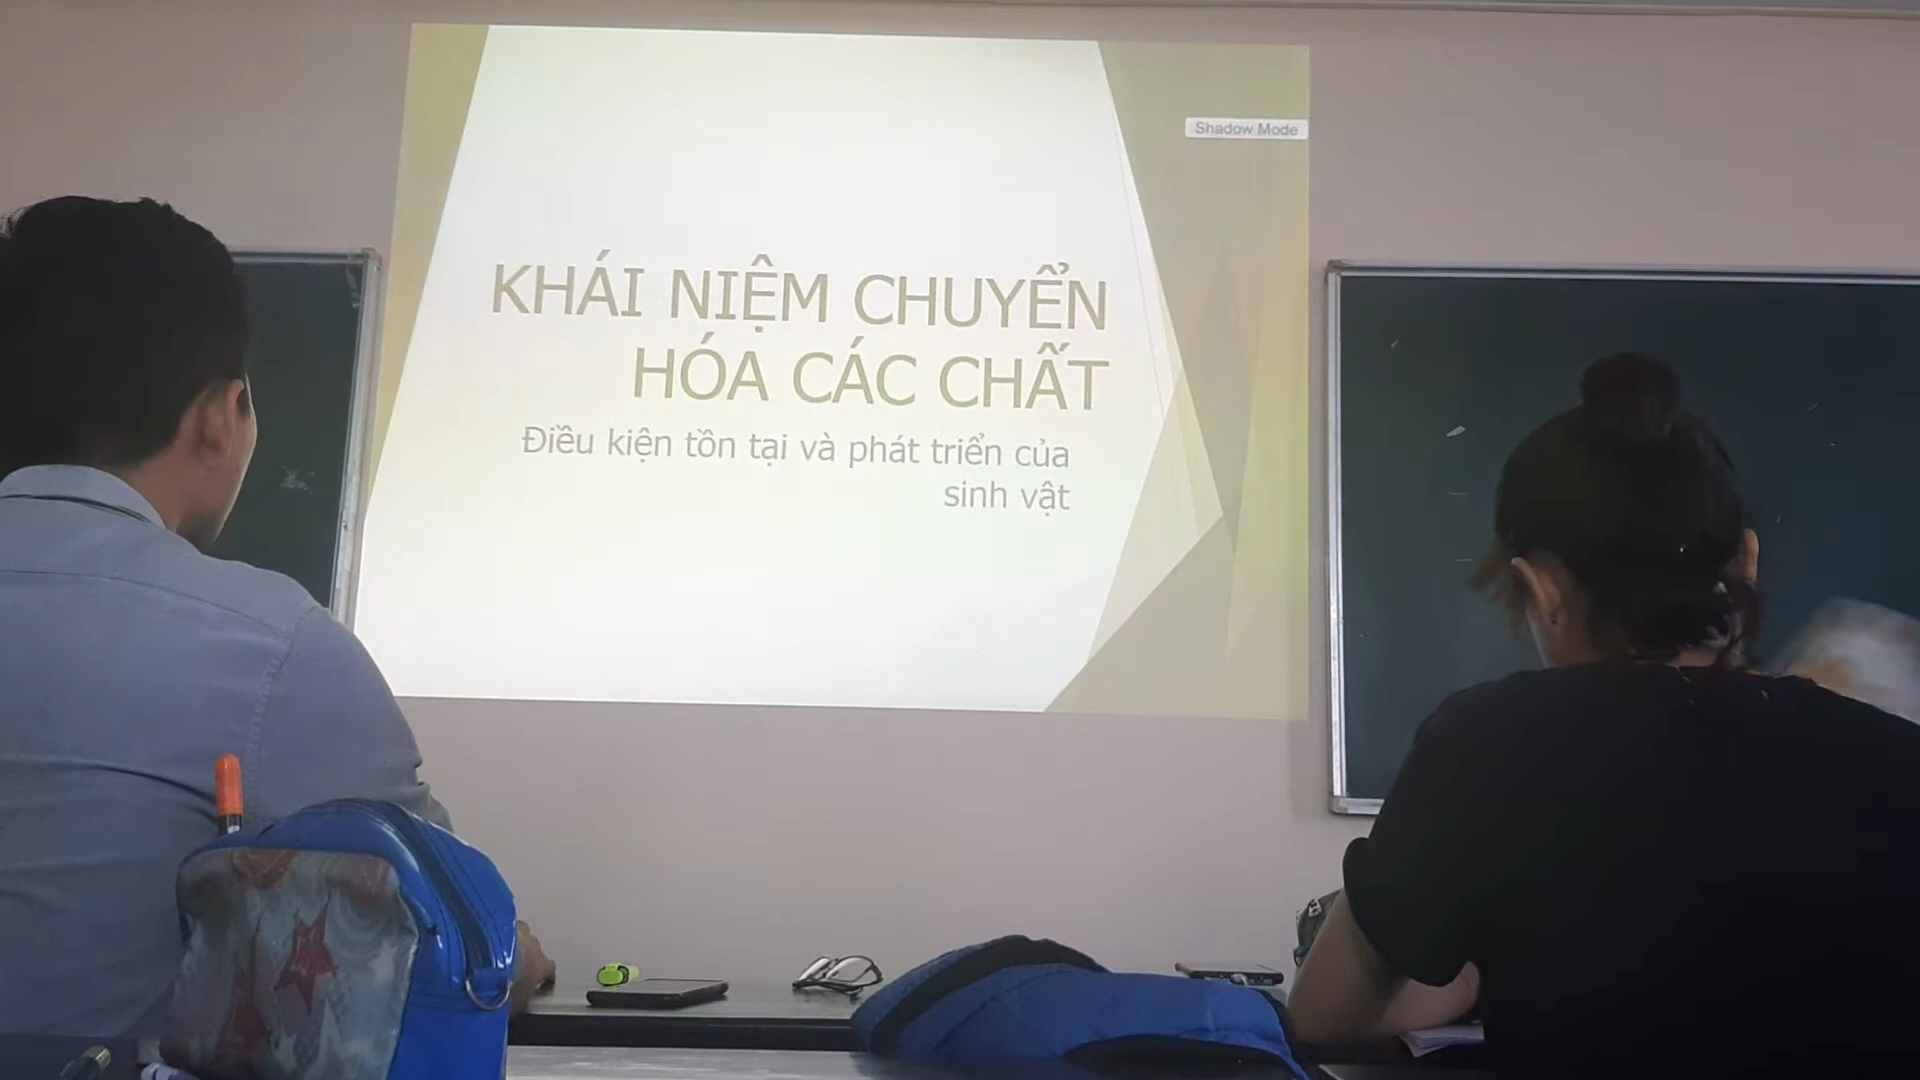 Shadow Mode
KHÁI NIỆM CHUYỂN
HÓA CÁC CHẤT
Điều kiện tồn tại và phát triển của
sinh vật